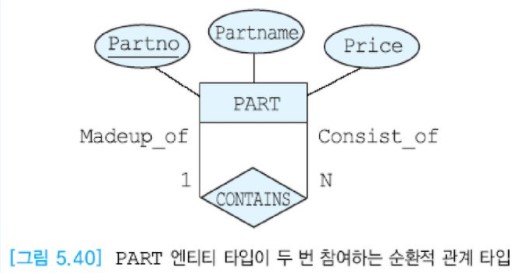 Partno
Partname
Price
PART
Madeup_of
Consist_of
1
CONTAINS
N
[그림 5.40] PART 엔티티 타입이 두 번 참여하는 순환적 관계 타입